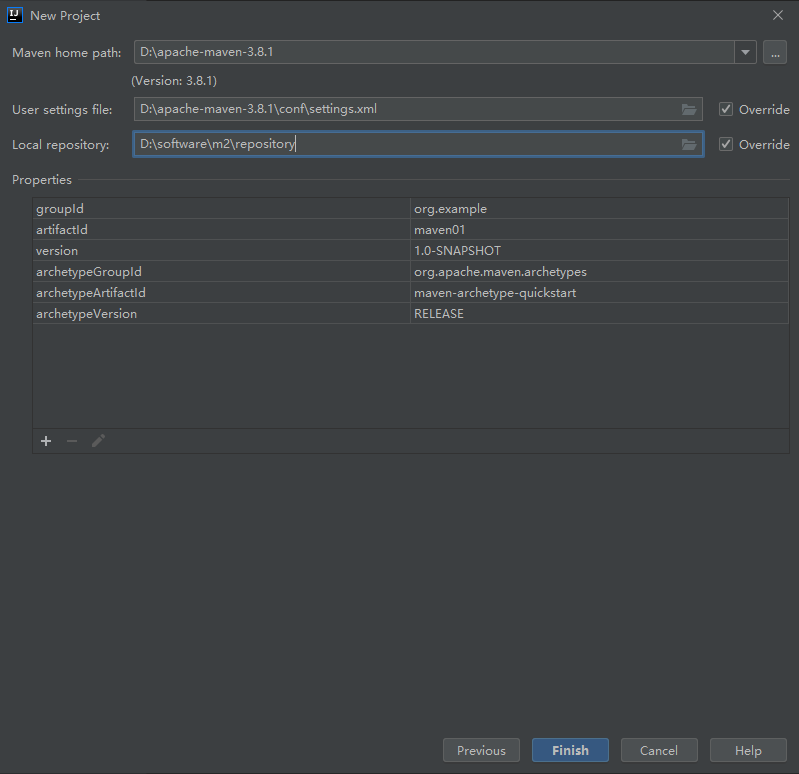 IJ New Project
Maven home path: D:\apache-maven-3.8.1 ...
(Version: 3.8.1)
User settings file: D:\apache-maven-3.8.1\conf\settings.xml Override
Local repository: D:\software\m2\repository Override
Properties
groupId org.example
artifactId maven01
version 1.0-SNAPSHOT
archetypeGroupId org.apache.maven.archetypes
archetypeArtifactId maven-archetype-quickstart
archetypeVersion RELEASE
Previous Finish Cancel Help